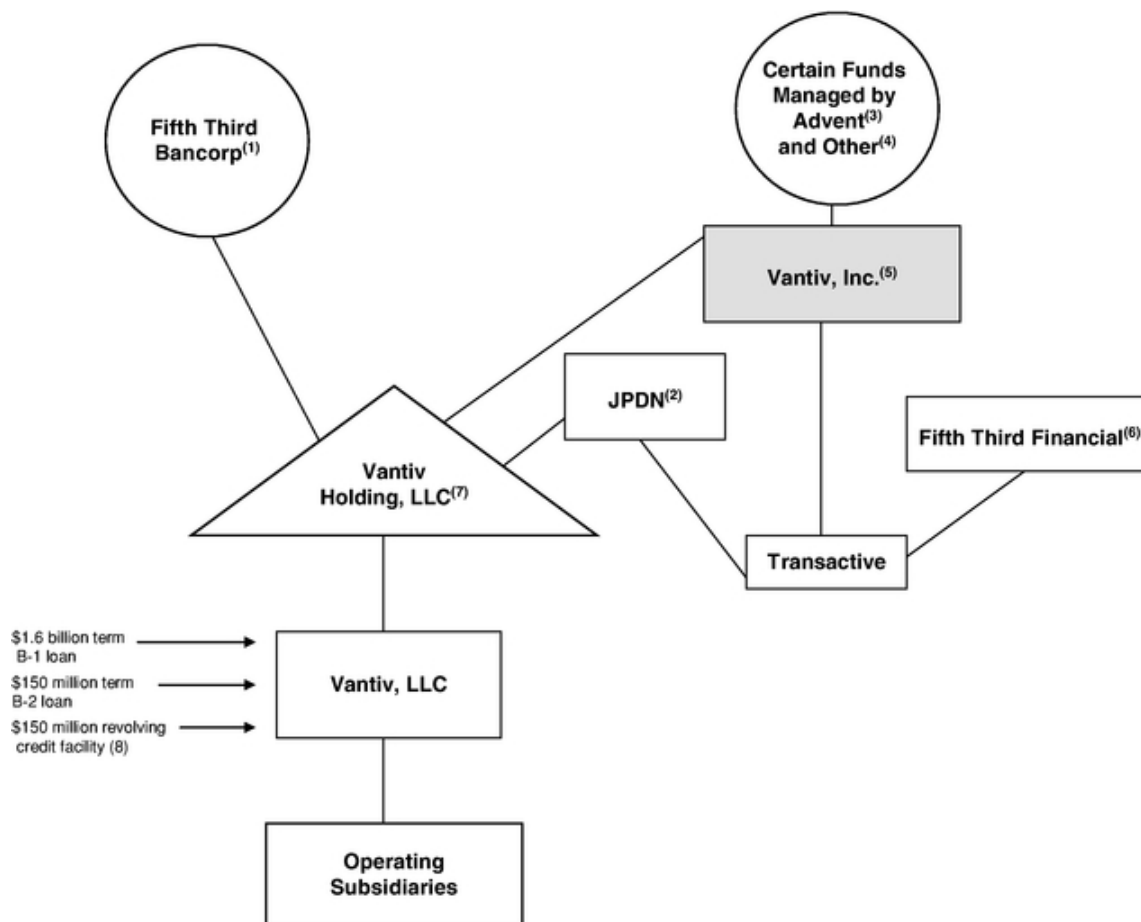 Fifth Third
Bancorp(1)
Certain Funds
Managed by
Advent(3)
and Other(4)
Vantiv, Inc.(5)
JPDN(2)
Fifth Third Financial(6)
Vantiv
Holding, LLC(7)
Transactive
$1.6 billion term
B-1 loan
$150 million term
B-2 loan
$150 million revolving
credit facility (8)
Vantiv, LLC
Operating
Subsidiaries